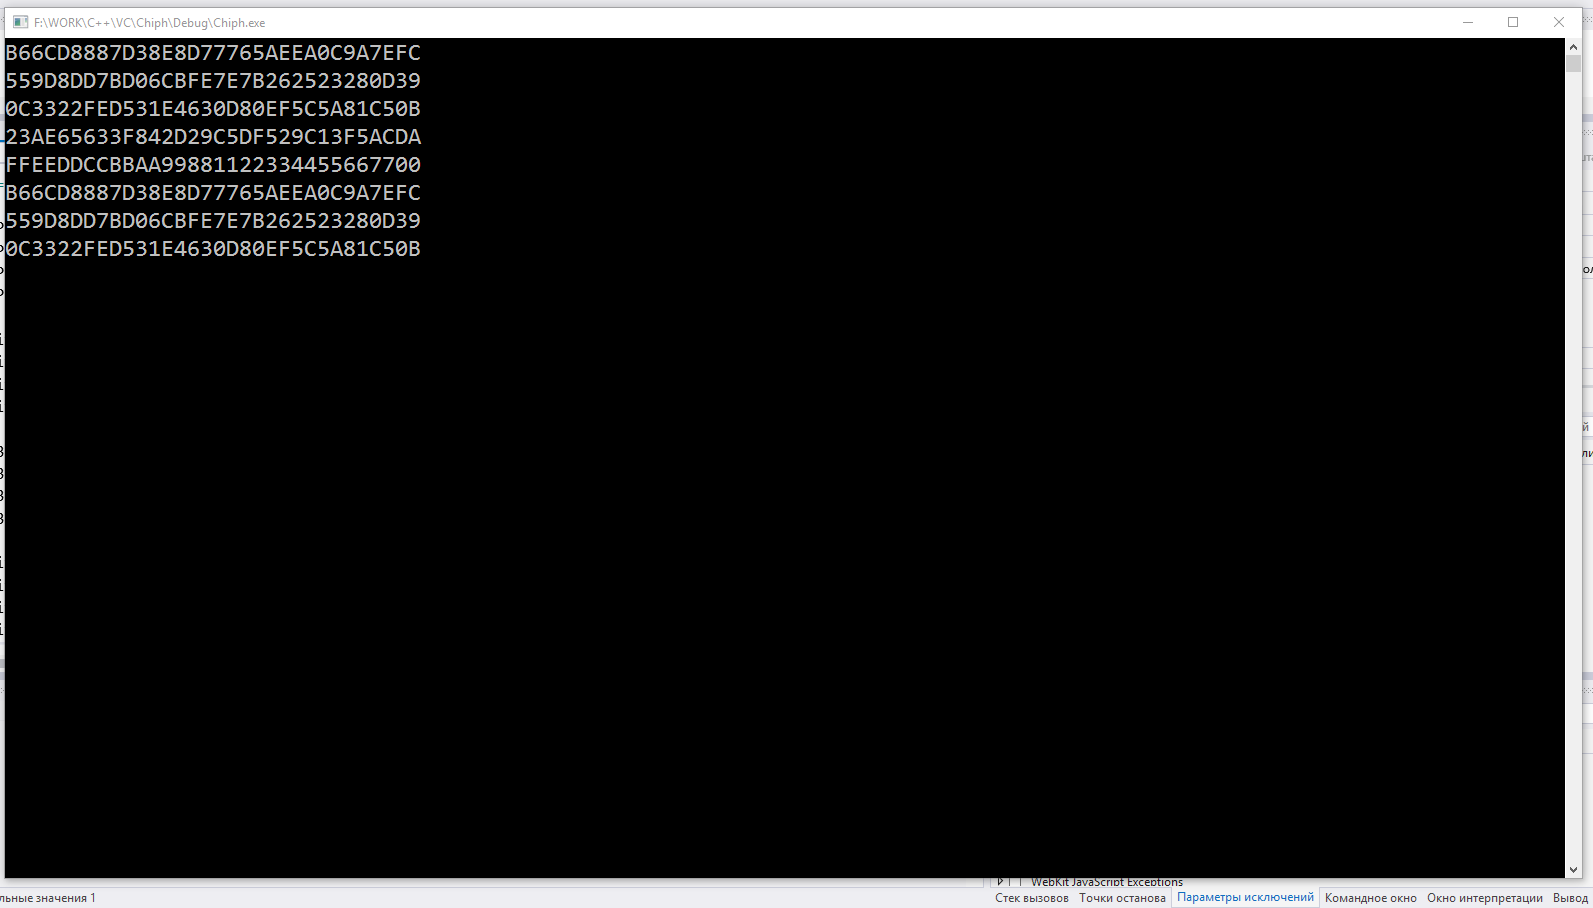 F:\WORK\C++\VC\Chiph\Debug\Chiph.exe
B66CD8887D38E8D77765AEEA0C9A7EFC
559D8DD7BD06CBFE7E7B262523280D39
0C3322FED531E4630D80EF5C5A81C50B
23AE65633F842D29C5DF529C13F5ACDA
FFEEDDCCBBAA99881122334455667700
B66CD8887D38E8D77765AEEA0C9A7EFC
559D8DD7BD06CBFE7E7B262523280D39
0C3322FED531E4630D80EF5C5A81C50B
WebKit JavaScript Exceptions
льные значения 1
Стек вызовов Точки останова Параметры исключений Командное окно Окно интерпретации Вывод